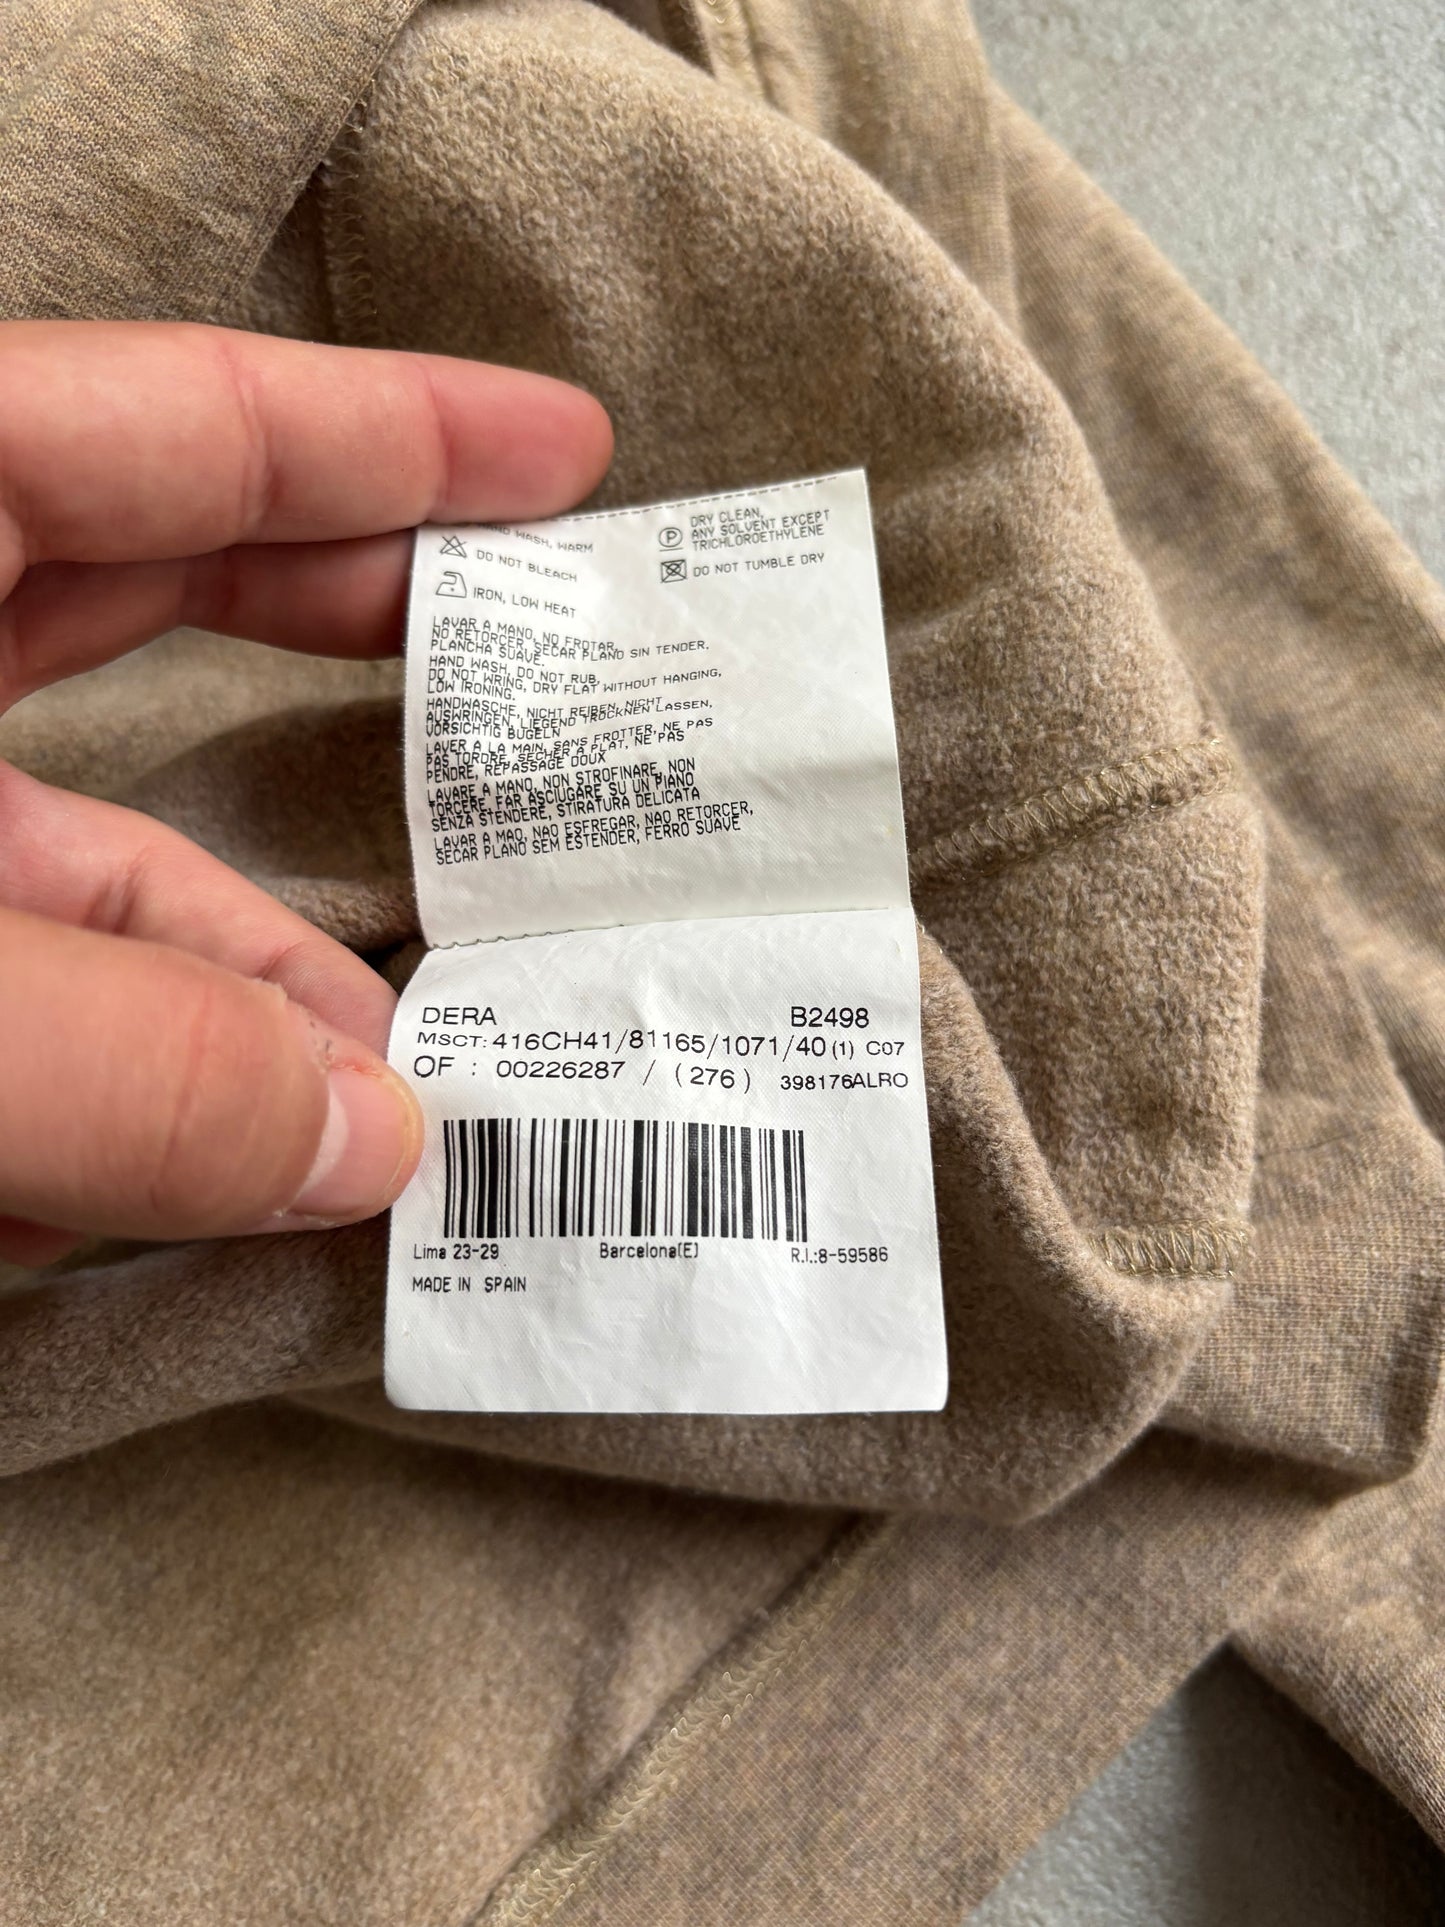 HAND WASH, WARM
DO NOT BLEACH
IRON, LOW HEAT
P
DRY CLEAN,
ANY SOLVENT EXCEPT
TRICHLOROETHYLENE
DO NOT TUMBLE DRY
LAVAR A MANO, NO FROTAR,
NO RETORCER, SECAR PLANO SIN TENDER.
PLANCHA SUAVE.
HAND WASH, DO NOT RUB,
DO NOT WRING, DRY FLAT WITHOUT HANGING,
LOW IRONING.
HANDWASCHE, NICHT REIBEN, NICHT
AUSWRINGEN, LIEGEND TROCKNEN LASSEN,
VORSICHTIG BUGELN
LAVER A LA MAIN, SANS FROTTER, NE PAS
PAS TORDRE, SECHER A PLAT, NE PAS
PENDRE, REPASSAGE DOUX
LAVARE A MANO, NON STROFINARE, NON
TORCERE, FAR ASCIUGARE SU UN PIANO
SENZA STENDERE, STIRATURA DELICATA
LAVAR A MAO, NAO ESFREGAR, NAO RETORCER,
SECAR PLANO SEM ESTENDER, FERRO SUAVE
DERA B2498
MSCT: 416CH41/81165/1071/40 (1) C07
OF : 00226287 / (276) 398176ALRO
Lima 23-29 Barcelona(E) R.I.:8-59586
MADE IN SPAIN